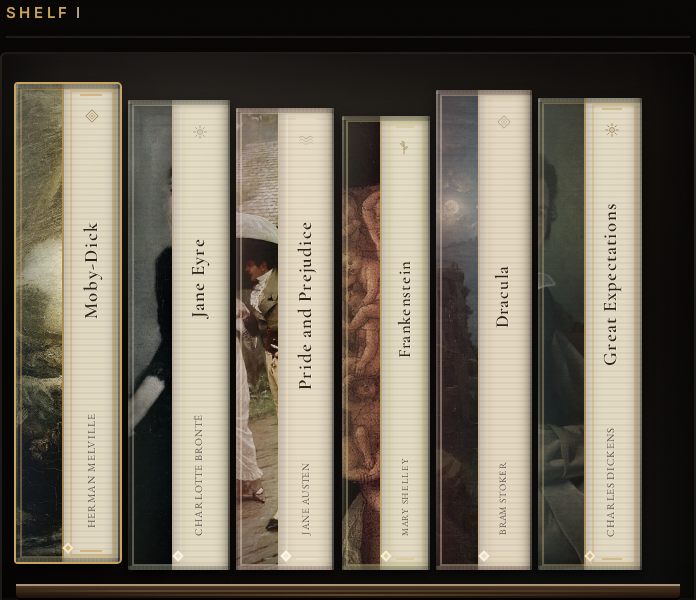 SHELF I
Moby-Dick
HERMAN MELVILLE
Jane Eyre
CHARLOTTE BRONTË
Pride and Prejudice
JANE AUSTEN
Frankenstein
MARY SHELLEY
Dracula
BRAM STOKER
Great Expectations
CHARLES DICKENS